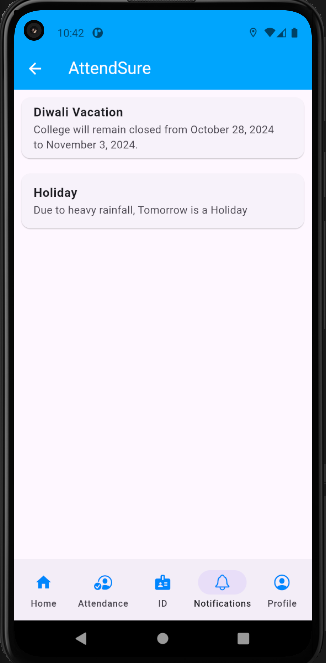 10:42
AttendSure
Diwali Vacation
College will remain closed from October 28, 2024
to November 3, 2024.
Holiday
Due to heavy rainfall, Tomorrow is a Holiday
Home Attendance ID Notifications Profile